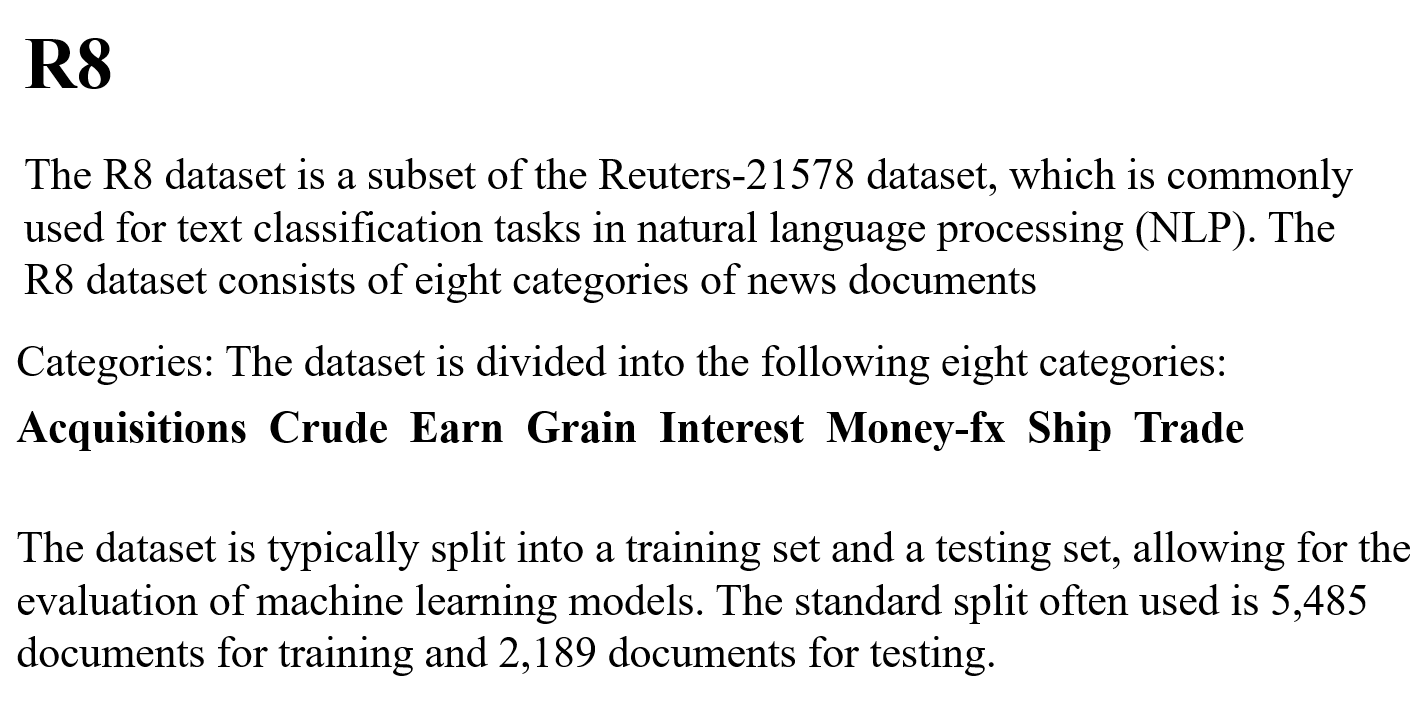 R8
The R8 dataset is a subset of the Reuters-21578 dataset, which is commonly
used for text classification tasks in natural language processing (NLP). The
R8 dataset consists of eight categories of news documents
Categories: The dataset is divided into the following eight categories:
Acquisitions Crude Earn Grain Interest Money-fx Ship Trade
The dataset is typically split into a training set and a testing set, allowing for the
evaluation of machine learning models. The standard split often used is 5,485
documents for training and 2,189 documents for testing.